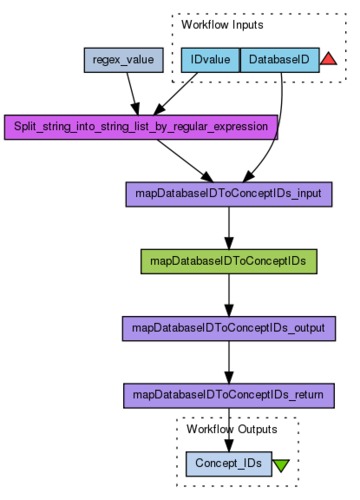 Workflow Inputs
regex_value
IDvalue
DatabaseID
Split_string_into_string_list_by_regular_expression
mapDatabaseIDToConceptIDs_input
mapDatabaseIDToConceptIDs
mapDatabaseIDToConceptIDs_output
mapDatabaseIDToConceptIDs_return
Workflow Outputs
Concept_IDs